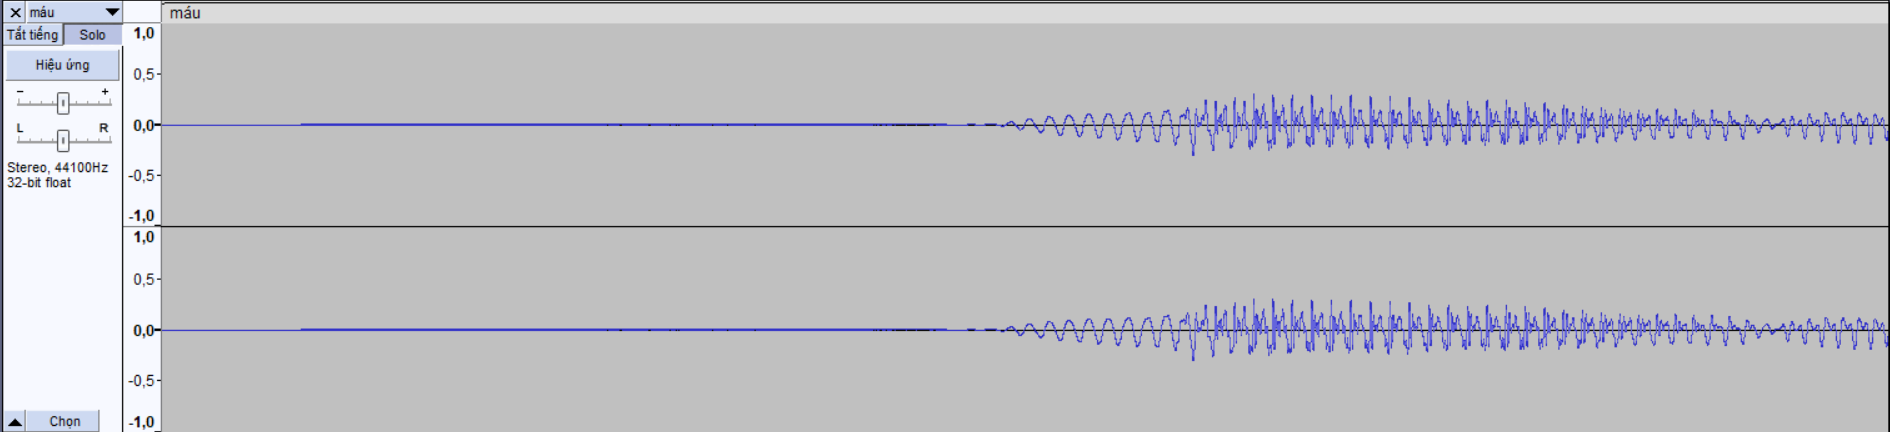 máu
máu
Tắt tiếng Solo
Hiệu ứng
- +
L R
Stereo, 44100Hz
32-bit float
Chọn
1,0
0,5-
0,0-
-0,5-
-1,0
1,0
0,5-
0,0-
-0,5-
-1,0